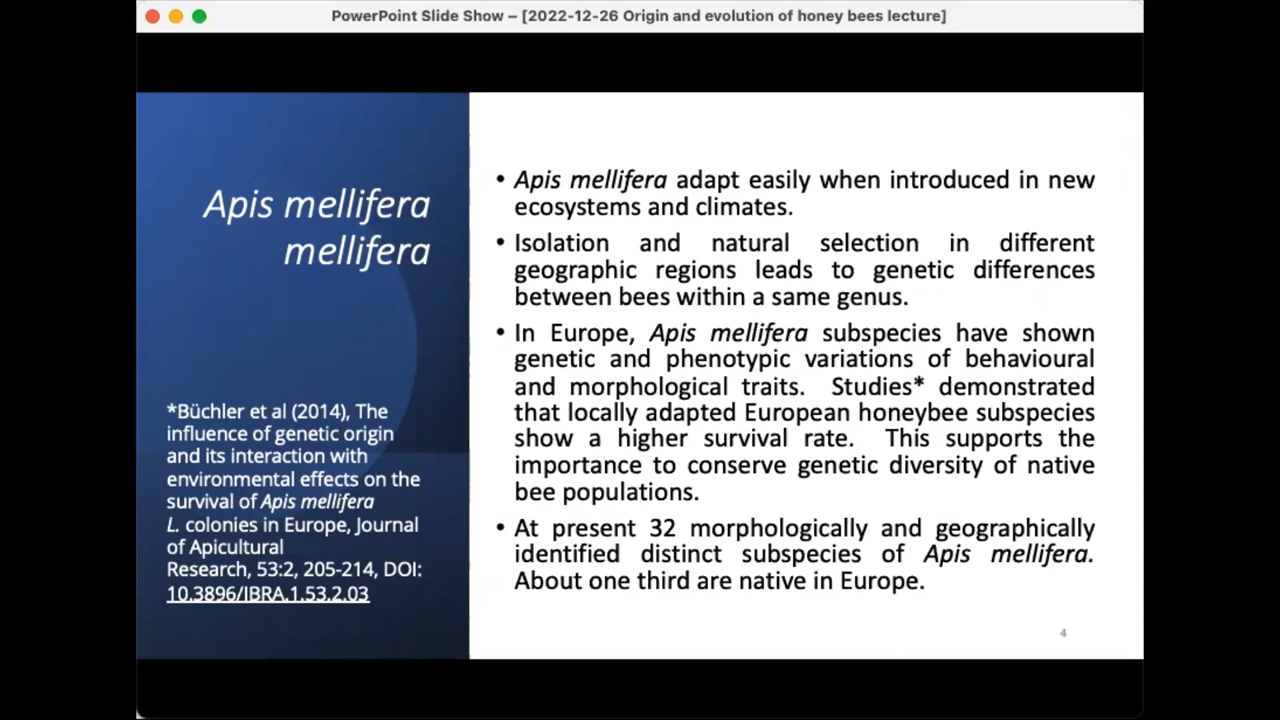 PowerPoint Slide Show – [2022-12-26 Origin and evolution of honey bees lecture]
Apis mellifera
mellifera
*Büchler et al (2014), The
influence of genetic origin
and its interaction with
environmental effects on the
survival of Apis mellifera
L. colonies in Europe, Journal
of Apicultural
Research, 53:2, 205-214, DOI:
10.3896/IBRA.1.53.2.03
• Apis mellifera adapt easily when introduced in new
ecosystems and climates.
• Isolation and natural selection in different
geographic regions leads to genetic differences
between bees within a same genus.
• In Europe, Apis mellifera subspecies have shown
genetic and phenotypic variations of behavioural
and morphological traits. Studies* demonstrated
that locally adapted European honeybee subspecies
show a higher survival rate. This supports the
importance to conserve genetic diversity of native
bee populations.
• At present 32 morphologically and geographically
identified distinct subspecies of Apis mellifera.
About one third are native in Europe.
4